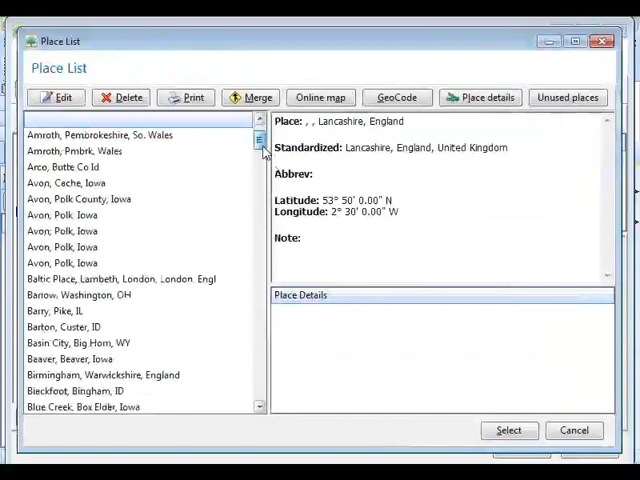 Place List
Place List
Edit
Delete
Print
Merge
Online map
GeoCode
Place details
Unused places
Amroth, Pembrokeshire, So. Wales
Amroth, Pmbrk, Wales
Arco, Butte Co Id
Avon, Cache, Iowa
Avon, Polk County, Iowa
Avon, Polk, Iowa
Avon, Polk, Iowa
Avon, Polk, Iowa
Avon, Polk, Iowa
Baltic Place, Lambeth, London, London, Engl
Barlow, Washington, OH
Barry, Pike, IL
Barton, Custer, ID
Basin City, Big Horn, WY
Beaver, Beaver, Iowa
Birmingham, Warwickshire, England
Blackfoot, Bingham, ID
Blue Creek, Box Elder, Iowa
Place: , , Lancashire, England
Standardized: Lancashire, England, United Kingdom
Abbrev:
Latitude: 53° 50' 0.00" N
Longitude: 2° 30' 0.00" W
Note:
Place Details
Select
Cancel